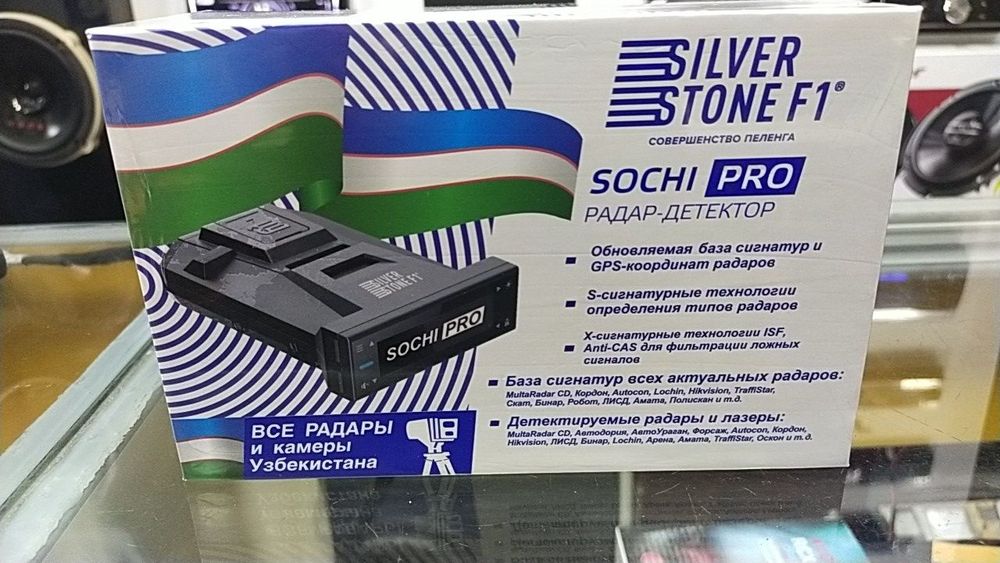 SILVER
STONE F1®
СОВЕРШЕНСТВО ПЕЛЕНГА
SOCHI PRO
РАДАР-ДЕТЕКТОР
Обновляемая база сигнатур и
GPS-координат радаров
S-сигнатурные технологии
определения типов радаров
X-сигнатурные технологии ISF,
Anti-CAS для фильтрации ложных
сигналов
База сигнатур всех актуальных радаров:
MultaRadar CD, Кордон, Autocon, Lochin, Hikvision, TraffiStar,
Скат, Бинар, Робот, ЛИСД, Амата, Полискан и т.д.
Детектируемые радары и лазеры:
MultaRadar CD, Автодория, АвтоУраган, Форсаж, Autocon, Кордон,
Hikvision, ЛИСД, Бинар, Lochin, Арена, Амата, TraffiStar, Оскон и т.д.
SILVER
STONE F1
SOCHI PRO
ВСЕ РАДАРЫ
и камеры
Узбекистана